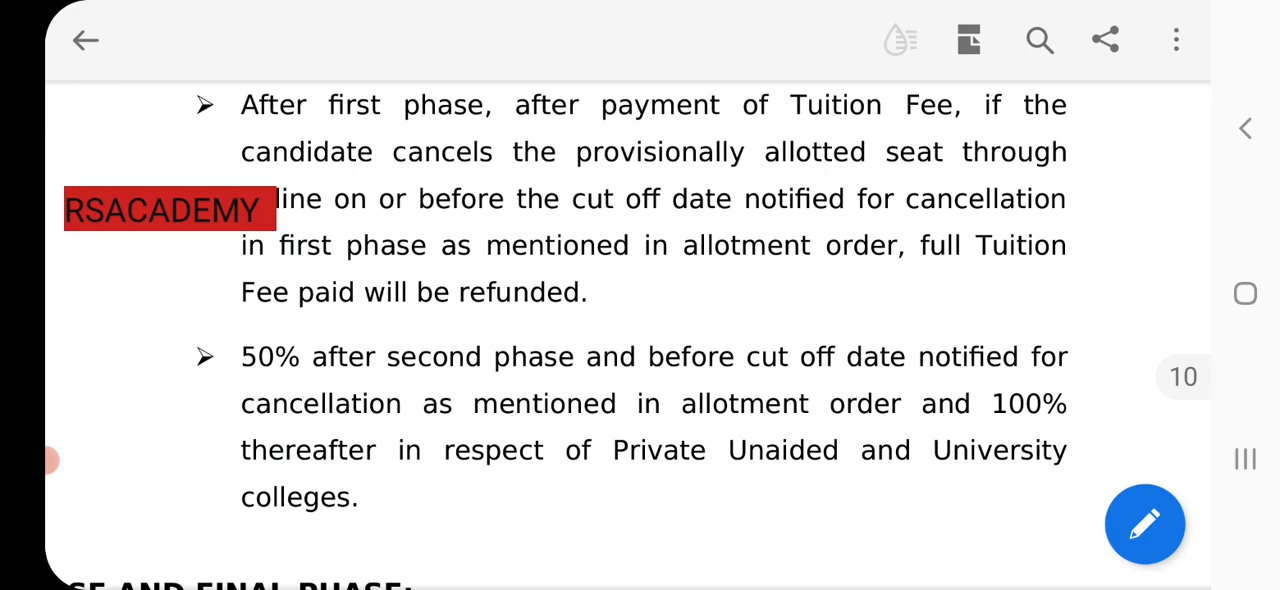 ➢ After first phase, after payment of Tuition Fee, if the
candidate cancels the provisionally allotted seat through
line on or before the cut off date notified for cancellation
RSACADEMY
in first phase as mentioned in allotment order, full Tuition
Fee paid will be refunded.
➢ 50% after second phase and before cut off date notified for
10
cancellation as mentioned in allotment order and 100%
thereafter in respect of Private Unaided and University
colleges.
AND FINAL PHASE: